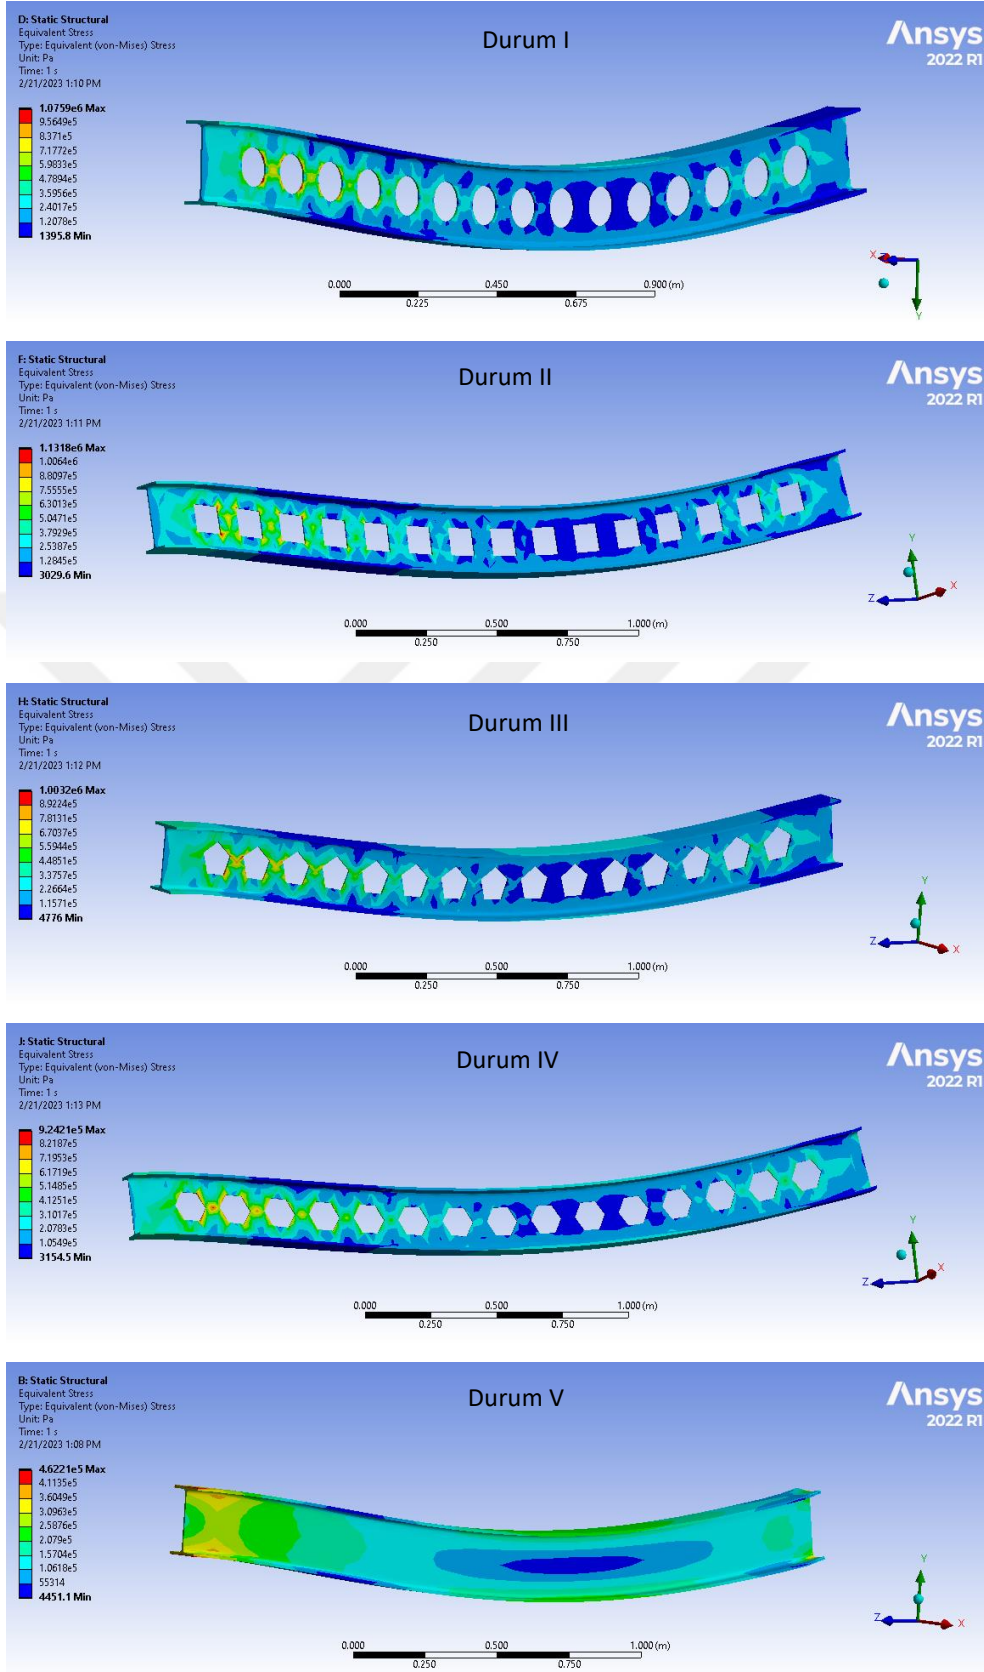 D: Static Structural
Equivalent Stress
Type: Equivalent (von-Mises) Stress
Unit: Pa
Time: 1 s
2/21/2023 1:10 PM
Durum I
Ansys
2022 R1
1.0759e6 Max
9.5649e5
8.371e5
7.1772e5
5.9833e5
4.7894e5
3.5956e5
2.4017e5
1.2078e5
1395.8 Min
0.000
0.450
0.900 (m)
0.225
0.675
X
Z
Y
F: Static Structural
Equivalent Stress
Type: Equivalent (von-Mises) Stress
Unit: Pa
Time: 1 s
2/21/2023 1:11 PM
Durum II
Ansys
2022 R1
1.1318e6 Max
1.0064e6
8.8097e5
7.5555e5
6.3013e5
5.0471e5
3.7929e5
2.5387e5
1.2845e5
3029.6 Min
0.000
0.500
1.000 (m)
0.250
0.750
Y
X
Z
H: Static Structural
Equivalent Stress
Type: Equivalent (von-Mises) Stress
Unit: Pa
Time: 1 s
2/21/2023 1:12 PM
Durum III
Ansys
2022 R1
1.0032e6 Max
8.9224e5
7.8131e5
6.7037e5
5.5944e5
4.4851e5
3.3757e5
2.2664e5
1.1571e5
4776 Min
0.000
0.500
1.000 (m)
0.250
0.750
Y
Z
X
J: Static Structural
Equivalent Stress
Type: Equivalent (von-Mises) Stress
Unit: Pa
Time: 1 s
2/21/2023 1:13 PM
Durum IV
Ansys
2022 R1
9.2421e5 Max
8.2187e5
7.1953e5
6.1719e5
5.1485e5
4.1251e5
3.1017e5
2.0783e5
1.0549e5
3154.5 Min
0.000
0.500
1.000 (m)
0.250
0.750
Y
X
Z
B: Static Structural
Equivalent Stress
Type: Equivalent (von-Mises) Stress
Unit: Pa
Time: 1 s
2/21/2023 1:08 PM
Durum V
Ansys
2022 R1
4.6221e5 Max
4.1135e5
3.6049e5
3.0963e5
2.5876e5
2.079e5
1.5704e5
1.0618e5
55314
4451.1 Min
0.000
0.500
1.000 (m)
0.250
0.750
Y
Z
X